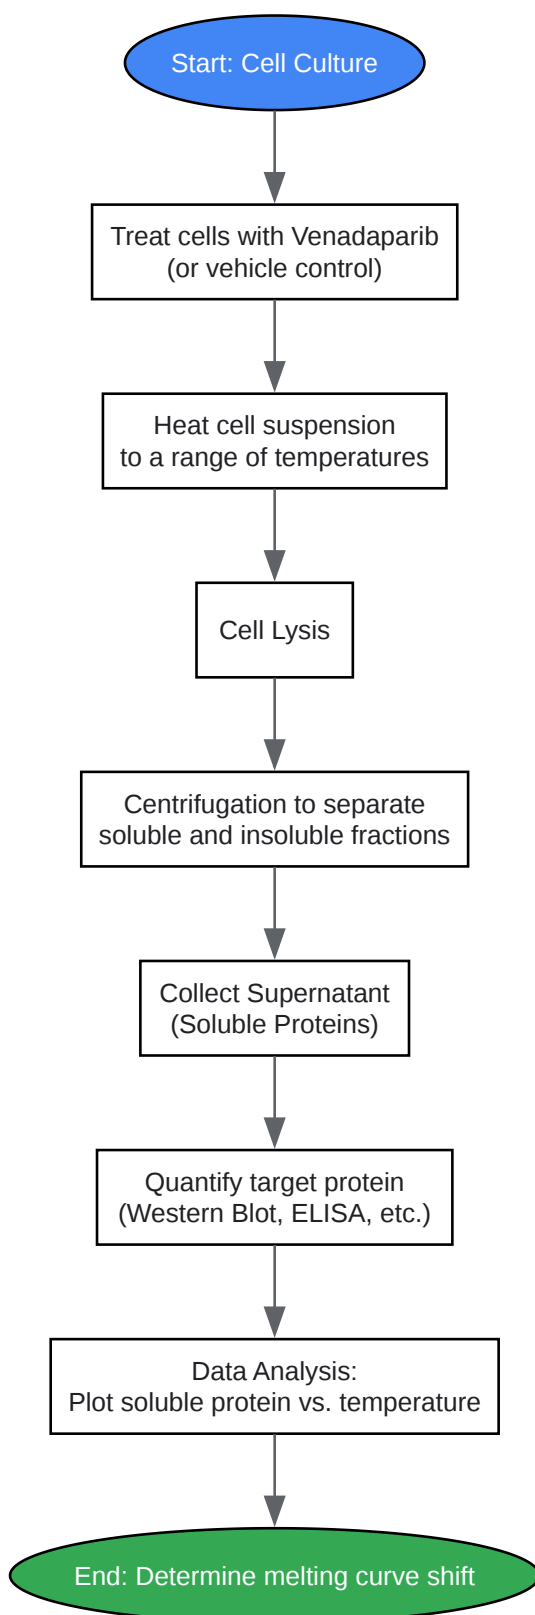 Start: Cell Culture
Treat cells with Venadaparib
(or vehicle control)
Heat cell suspension
to a range of temperatures
Cell Lysis
Centrifugation to separate
soluble and insoluble fractions
Collect Supernatant
(Soluble Proteins)
Quantify target protein
(Western Blot, ELISA, etc.)
Data Analysis:
Plot soluble protein vs. temperature
End: Determine melting curve shift